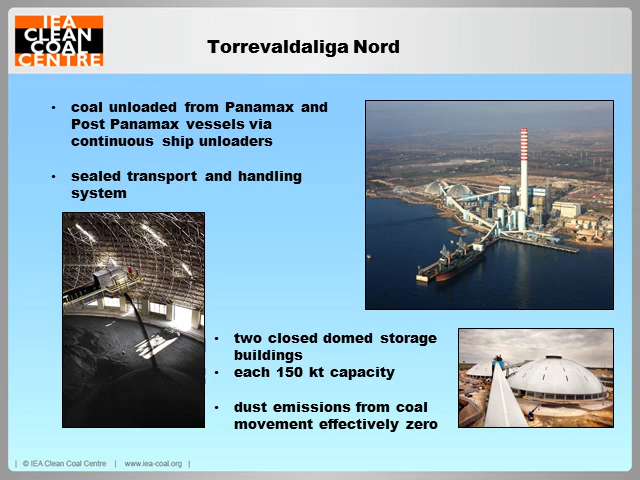 IEA
CLEAN
COAL
CENTRE
Torrevaldaliga Nord
• coal unloaded from Panamax and
Post Panamax vessels via
continuous ship unloaders
• sealed transport and handling
system
• two closed domed storage
buildings
• each 150 kt capacity
• dust emissions from coal
movement effectively zero
| © IEA Clean Coal Centre | www.iea-coal.org |